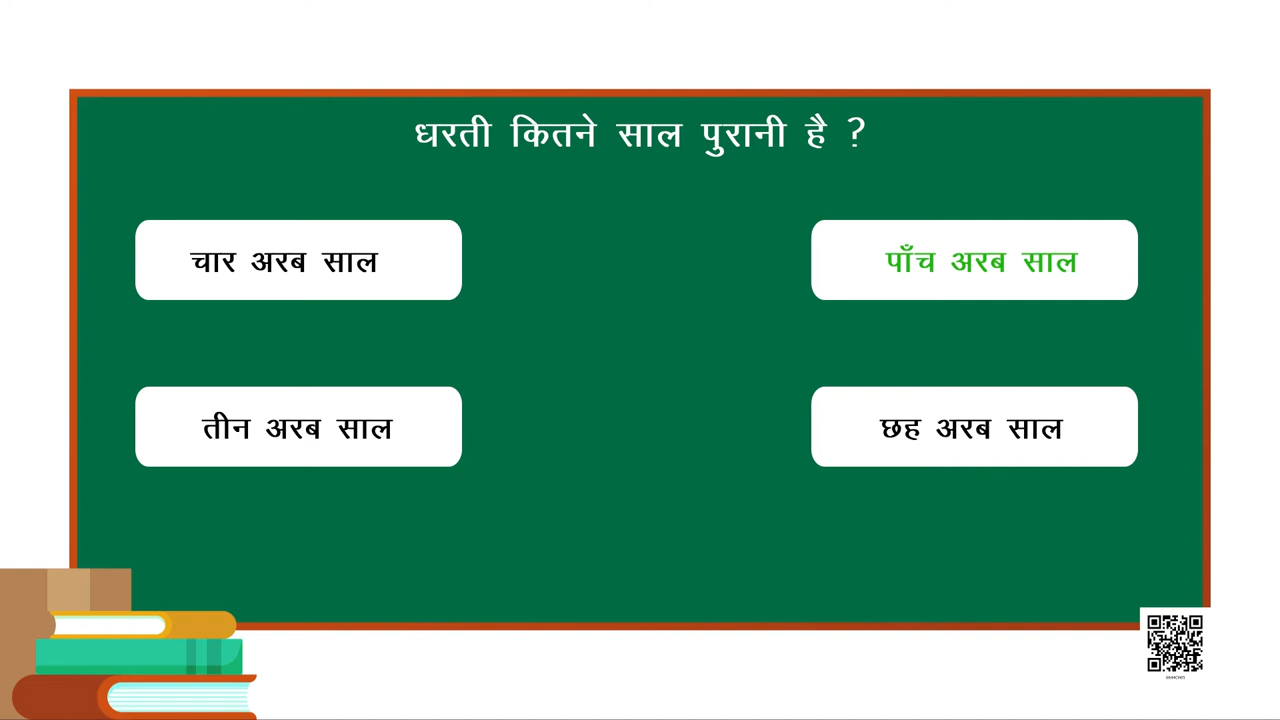 धरती कितने साल पुरानी है ?
चार अरब साल
पाँच अरब साल
तीन अरब साल
छह अरब साल